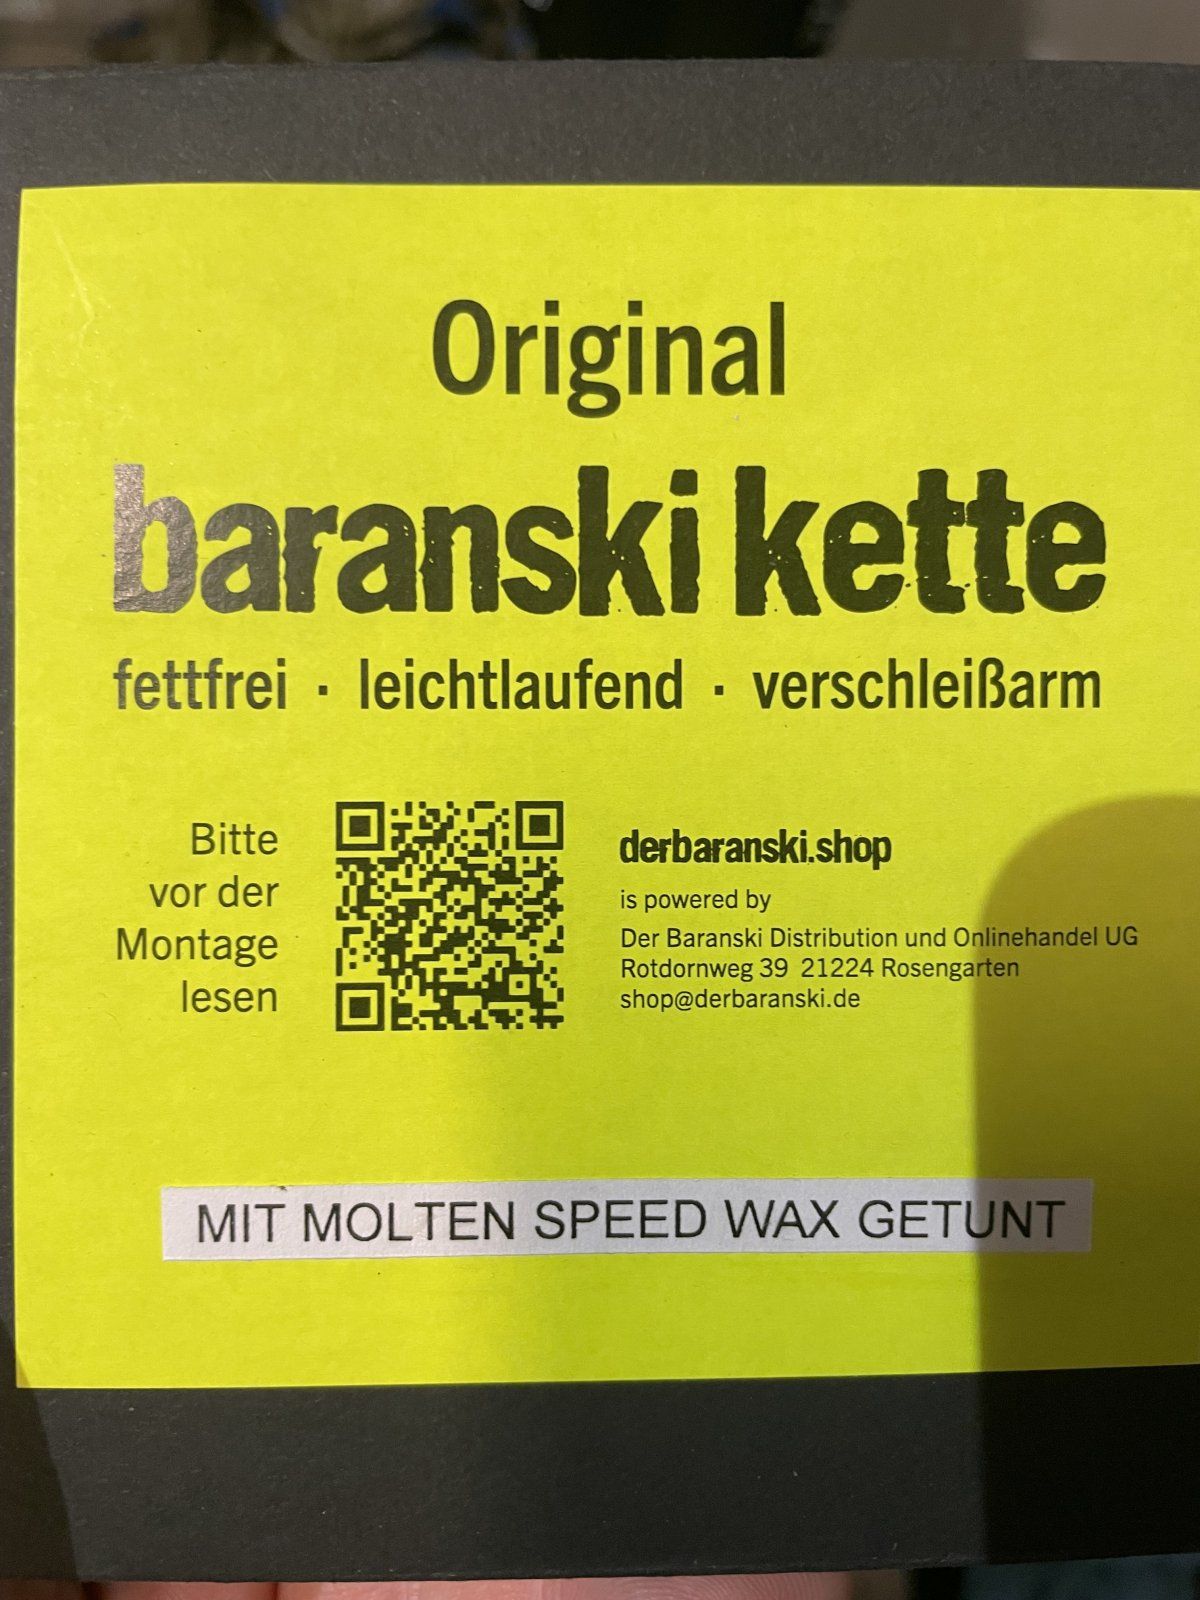 Original
baranski kette
fettfrei · leichtlaufend · verschleißarm
Bitte
vor der
Montage
lesen
derbaranski.shop
is powered by
Der Baranski Distribution und Onlinehandel UG
Rotdornweg 39 21224 Rosengarten
shop@derbaranski.de
MIT MOLTEN SPEED WAX GETUNT